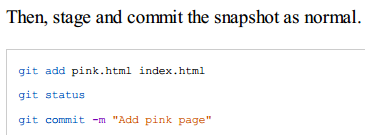 Then, stage and commit the snapshot as normal.
git add pink.html index.html
git status
git commit -m "Add pink page"